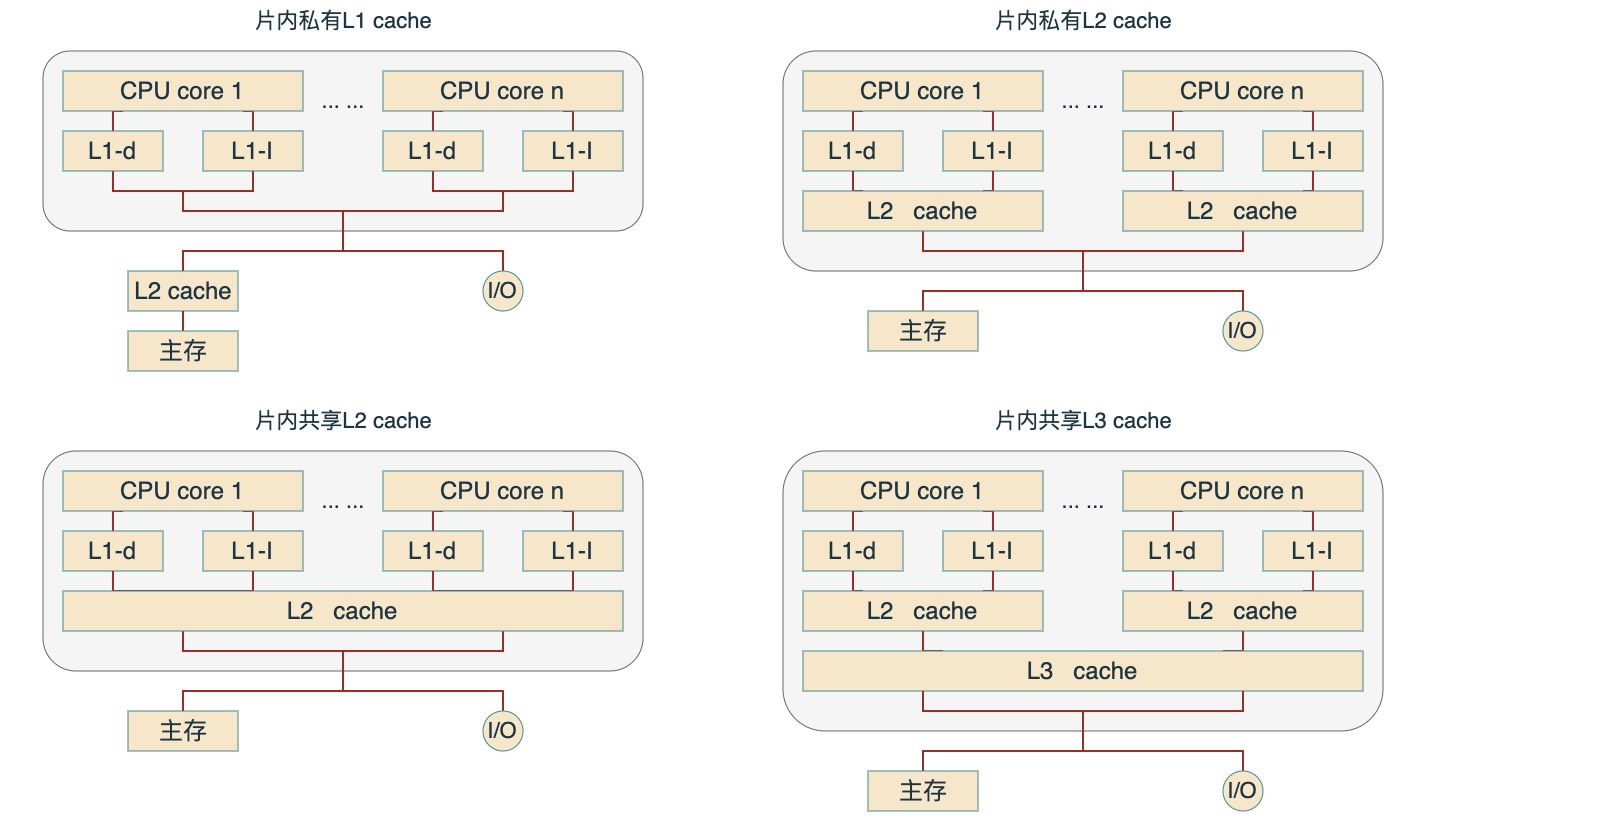 片内私有L1 cache
CPU core 1
... ...
CPU core n
L1-d
L1-I
L1-d
L1-I
L2 cache
I/O
主存
片内私有L2 cache
CPU core 1
... ...
CPU core n
L1-d
L1-I
L1-d
L1-I
L2 cache
L2 cache
主存
I/O
片内共享L2 cache
CPU core 1
... ...
CPU core n
L1-d
L1-I
L1-d
L1-I
L2 cache
主存
I/O
片内共享L3 cache
CPU core 1
... ...
CPU core n
L1-d
L1-I
L1-d
L1-I
L2 cache
L2 cache
L3 cache
主存
I/O